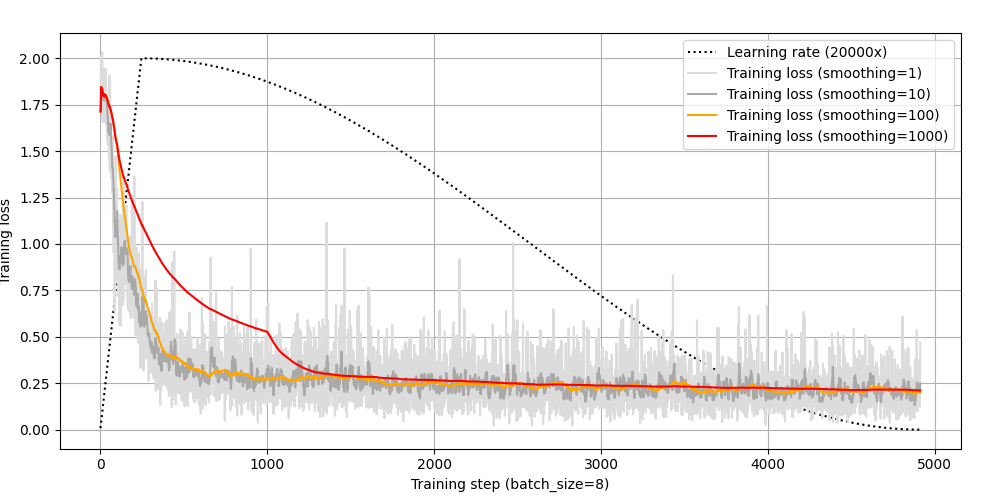 Learning rate (20000x)
Training loss (smoothing=1)
Training loss (smoothing=10)
Training loss (smoothing=100)
Training loss (smoothing=1000)
2.00
1.75
1.50
1.25
1.00
0.75
0.50
0.25
0.00
Training loss
0 1000 2000 3000 4000 5000
Training step (batch_size=8)